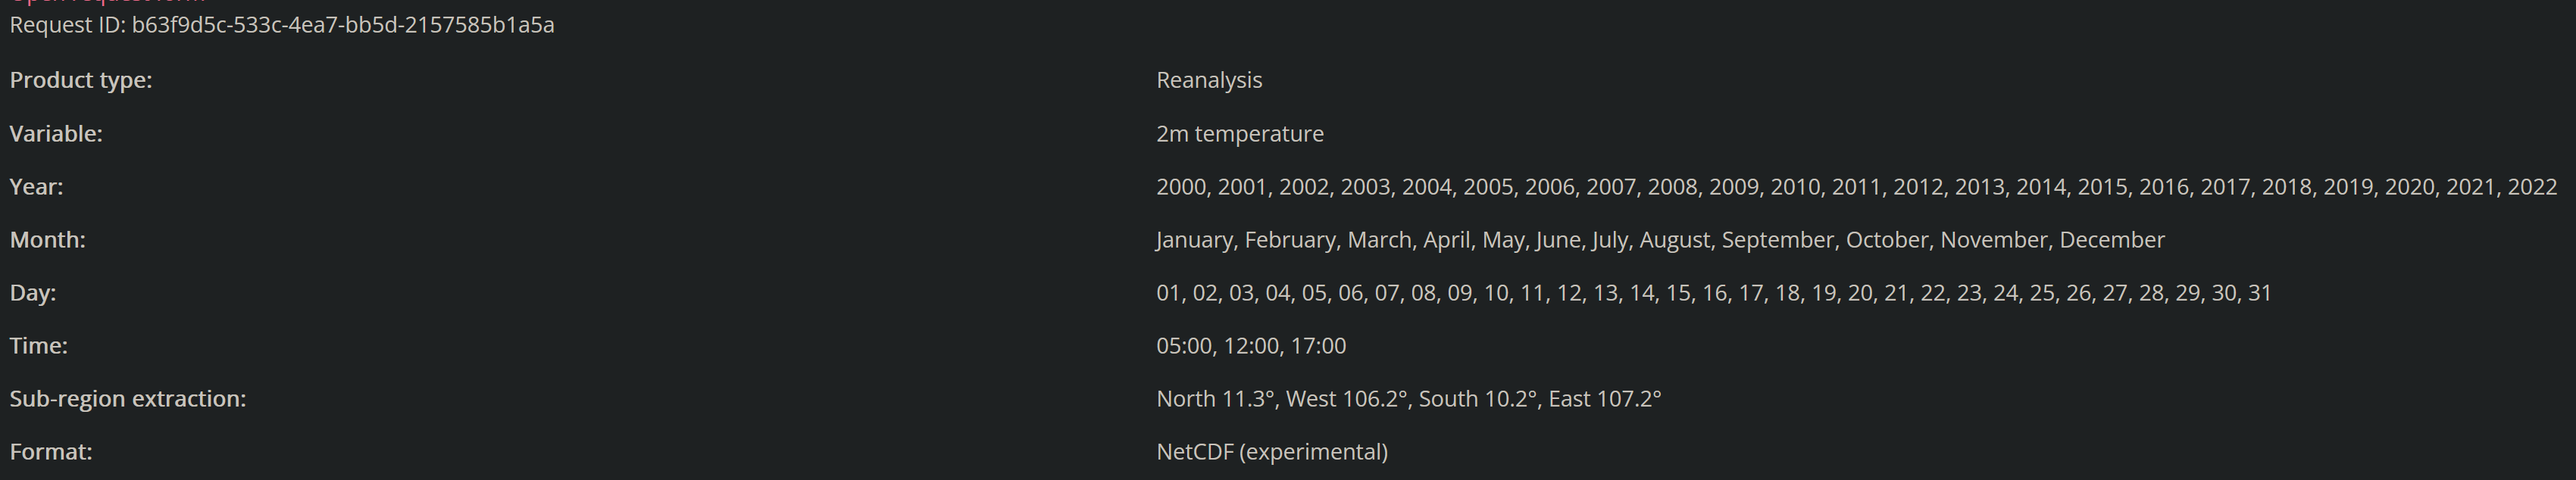 Request ID: b63f9d5c-533c-4ea7-bb5d-2157585b1a5a
Product type: Reanalysis
Variable: 2m temperature
Year: 2000, 2001, 2002, 2003, 2004, 2005, 2006, 2007, 2008, 2009, 2010, 2011, 2012, 2013, 2014, 2015, 2016, 2017, 2018, 2019, 2020, 2021, 2022
Month: January, February, March, April, May, June, July, August, September, October, November, December
Day: 01, 02, 03, 04, 05, 06, 07, 08, 09, 10, 11, 12, 13, 14, 15, 16, 17, 18, 19, 20, 21, 22, 23, 24, 25, 26, 27, 28, 29, 30, 31
Time: 05:00, 12:00, 17:00
Sub-region extraction: North 11.3°, West 106.2°, South 10.2°, East 107.2°
Format: NetCDF (experimental)